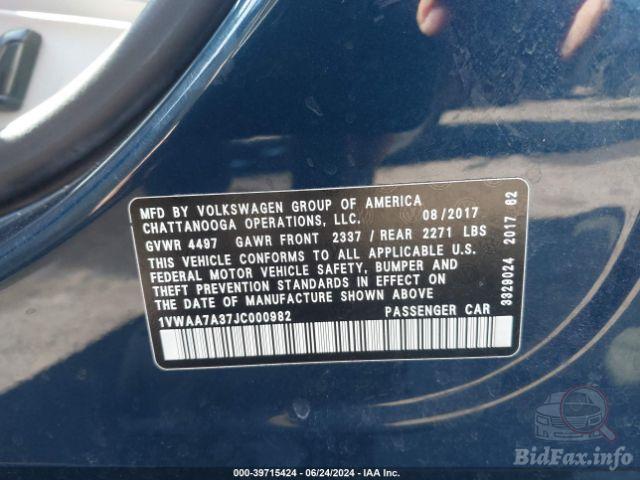 MFD BY VOLKSWAGEN GROUP OF AMERICA
CHATTANOOGA OPERATIONS, LLC. 08/2017
GVWR 4497 GAWR FRONT 2337 / REAR 2271 LBS
THIS VEHICLE CONFORMS TO ALL APPLICABLE U.S.
FEDERAL MOTOR VEHICLE SAFETY, BUMPER AND
THEFT PREVENTION STANDARDS IN EFFECT ON
THE DATE OF MANUFACTURE SHOWN ABOVE
1VWAA7A37JC000982 PASSENGER CAR
3329024 2017 82
000-39715424 - 06/24/2024 - IAA Inc.
BidFax.info